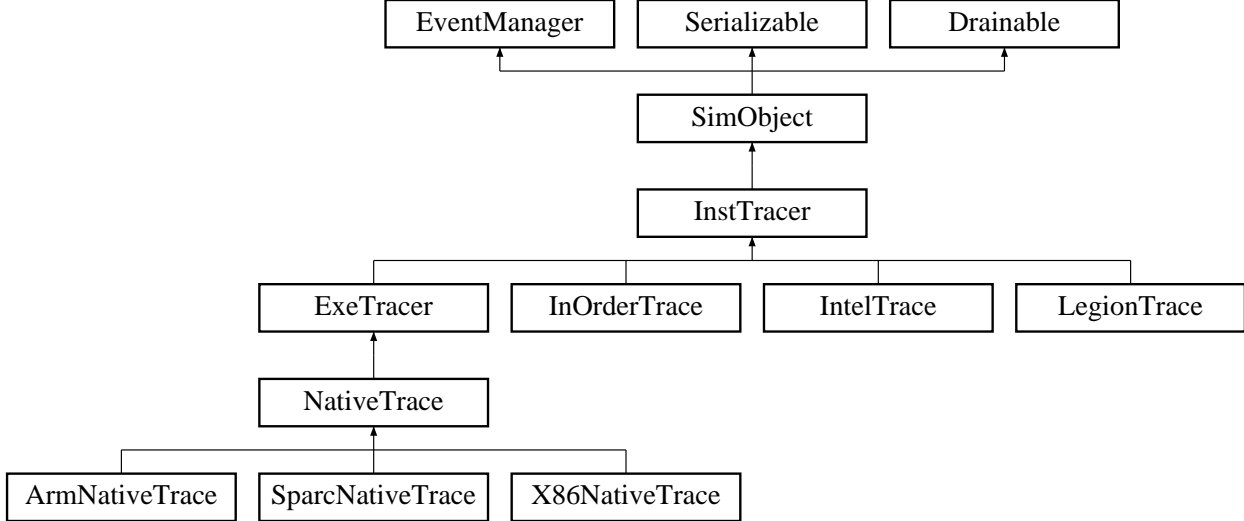 EventManager Serializable Drainable
SimObject
InstTracer
ExeTracer InOrderTrace IntelTrace LegionTrace
NativeTrace
ArmNativeTrace SparcNativeTrace X86NativeTrace